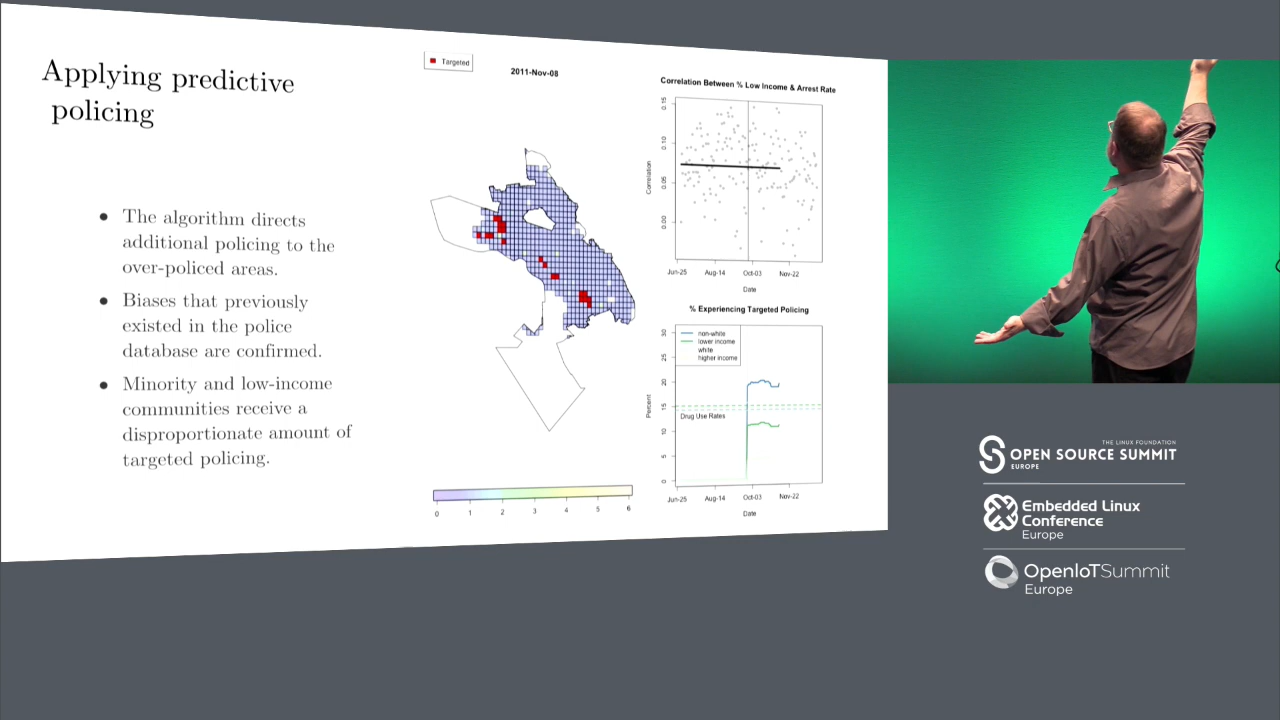 Applying predictive
policing
The algorithm directs
additional policing to the
over-policed areas.
Biases that previously
existed in the police
database are confirmed.
Minority and low-income
communities receive a
disproportionate amount of
targeted policing.
Targeted
2011-Nov-08
0 1 2 3 4 5 6
Correlation Between % Low Income & Arrest Rate
Correlation
0.15
0.10
0.05
0.00
Jun-25 Aug-14 Oct-03 Nov-22
Date
% Experiencing Targeted Policing
non-white
lower income
white
higher income
Percent
30
25
20
15
10
5
0
Drug Use Rates
Jun-25 Aug-14 Oct-03 Nov-22
Date
THE LINUX FOUNDATION
OPEN SOURCE SUMMIT
EUROPE
Embedded Linux
Conference
Europe
OpenIoTSummit
Europe